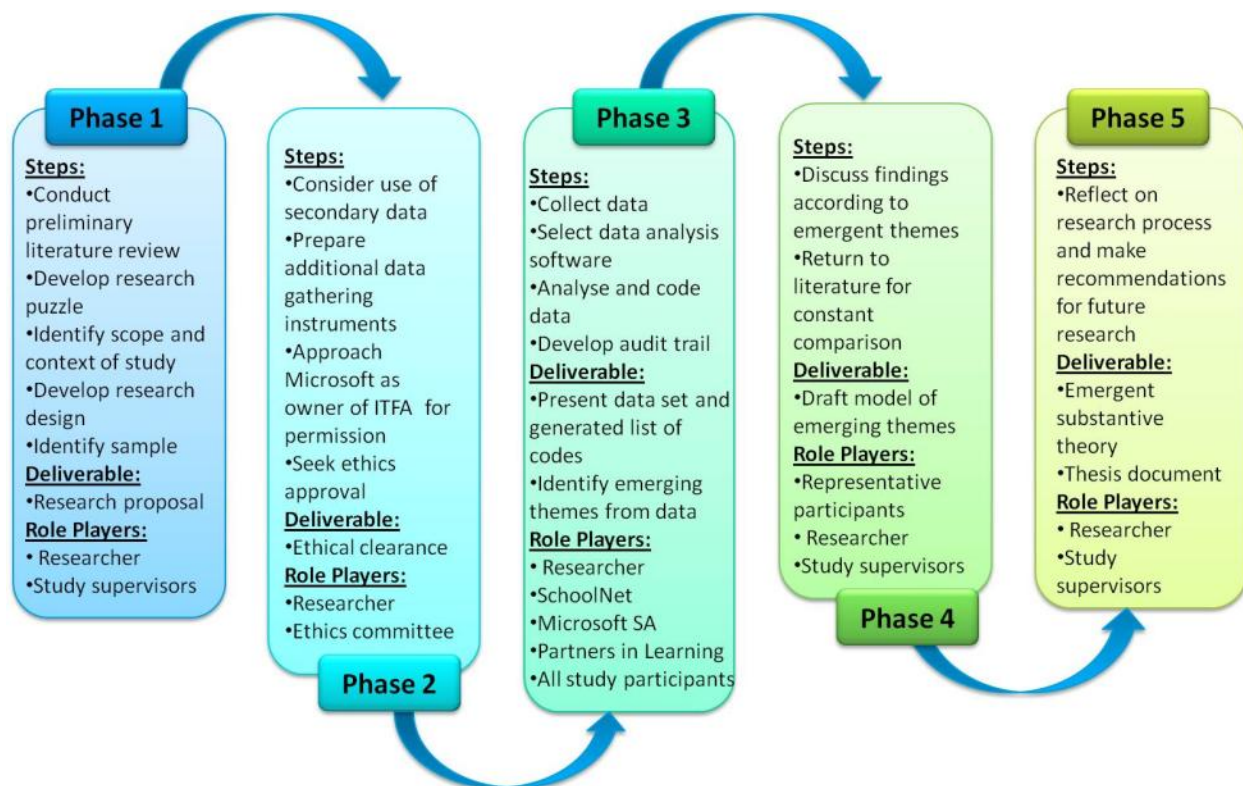 Phase 1
Steps:
•Conduct
preliminary
literature review
•Develop research
puzzle
•Identify scope and
context of study
•Develop research
design
•Identify sample
Deliverable:
•Research proposal
Role Players:
• Researcher
•Study supervisors
Steps:
•Consider use of
secondary data
•Prepare
additional data
gathering
instruments
•Approach
Microsoft as
owner of ITFA for
permission
•Seek ethics
approval
Deliverable:
•Ethical clearance
Role Players:
•Researcher
•Ethics committee
Phase 2
Phase 3
Steps:
•Collect data
•Select data analysis
software
•Analyse and code
data
•Develop audit trail
Deliverable:
•Present data set and
generated list of
codes
•Identify emerging
themes from data
Role Players:
• Researcher
•SchoolNet
•Microsoft SA
•Partners in Learning
•All study participants
Steps:
•Discuss findings
according to
emergent themes
•Return to
literature for
constant
comparison
Deliverable:
•Draft model of
emerging themes
Role Players:
•Representative
participants
• Researcher
•Study supervisors
Phase 4
Phase 5
Steps:
•Reflect on
research process
and make
recommendations
for future
research
Deliverable:
•Emergent
substantive
theory
•Thesis document
Role Players:
• Researcher
•Study
supervisors